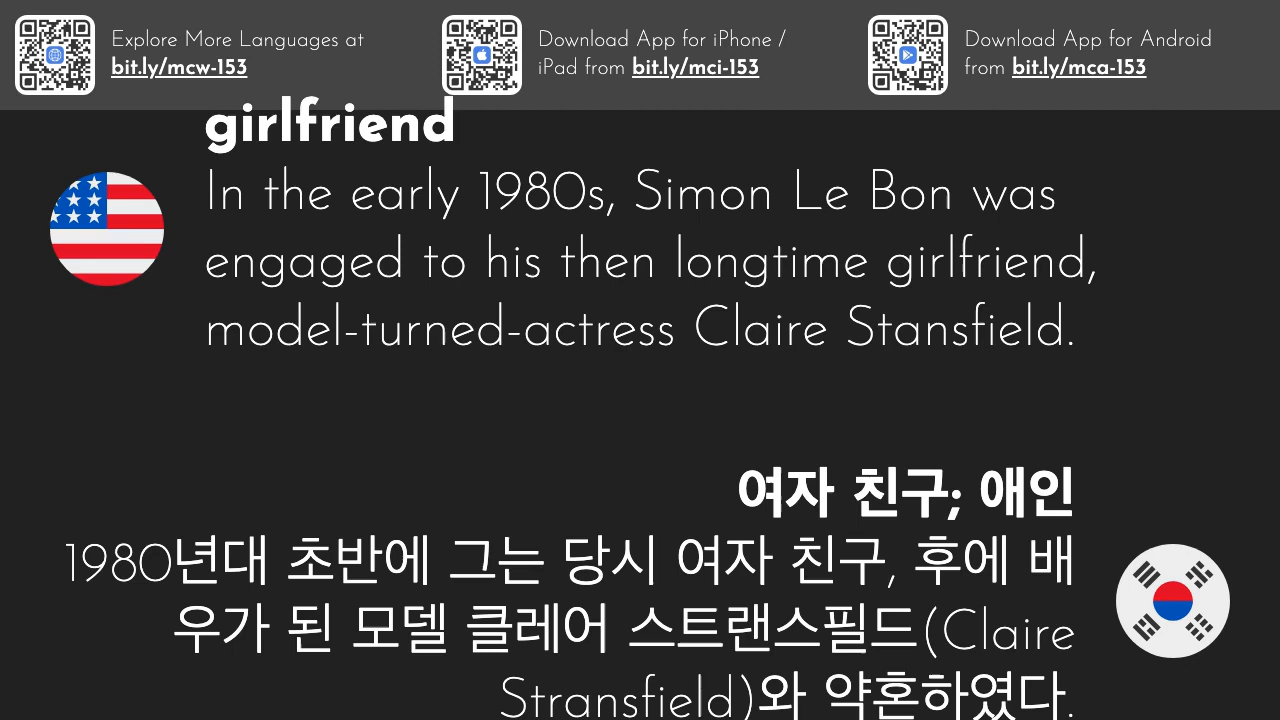 Explore More Languages at
bit.ly/mcw-153
Download App for iPhone /
iPad from bit.ly/mci-153
Download App for Android
from bit.ly/mca-153
girlfriend
In the early 1980s, Simon Le Bon was
engaged to his then longtime girlfriend,
model-turned-actress Claire Stansfield.
여자 친구; 애인
1980년대 초반에 그는 당시 여자 친구, 후에 배
우가 된 모델 클레어 스트랜스필드(Claire
Stransfield)와 약혼하였다.